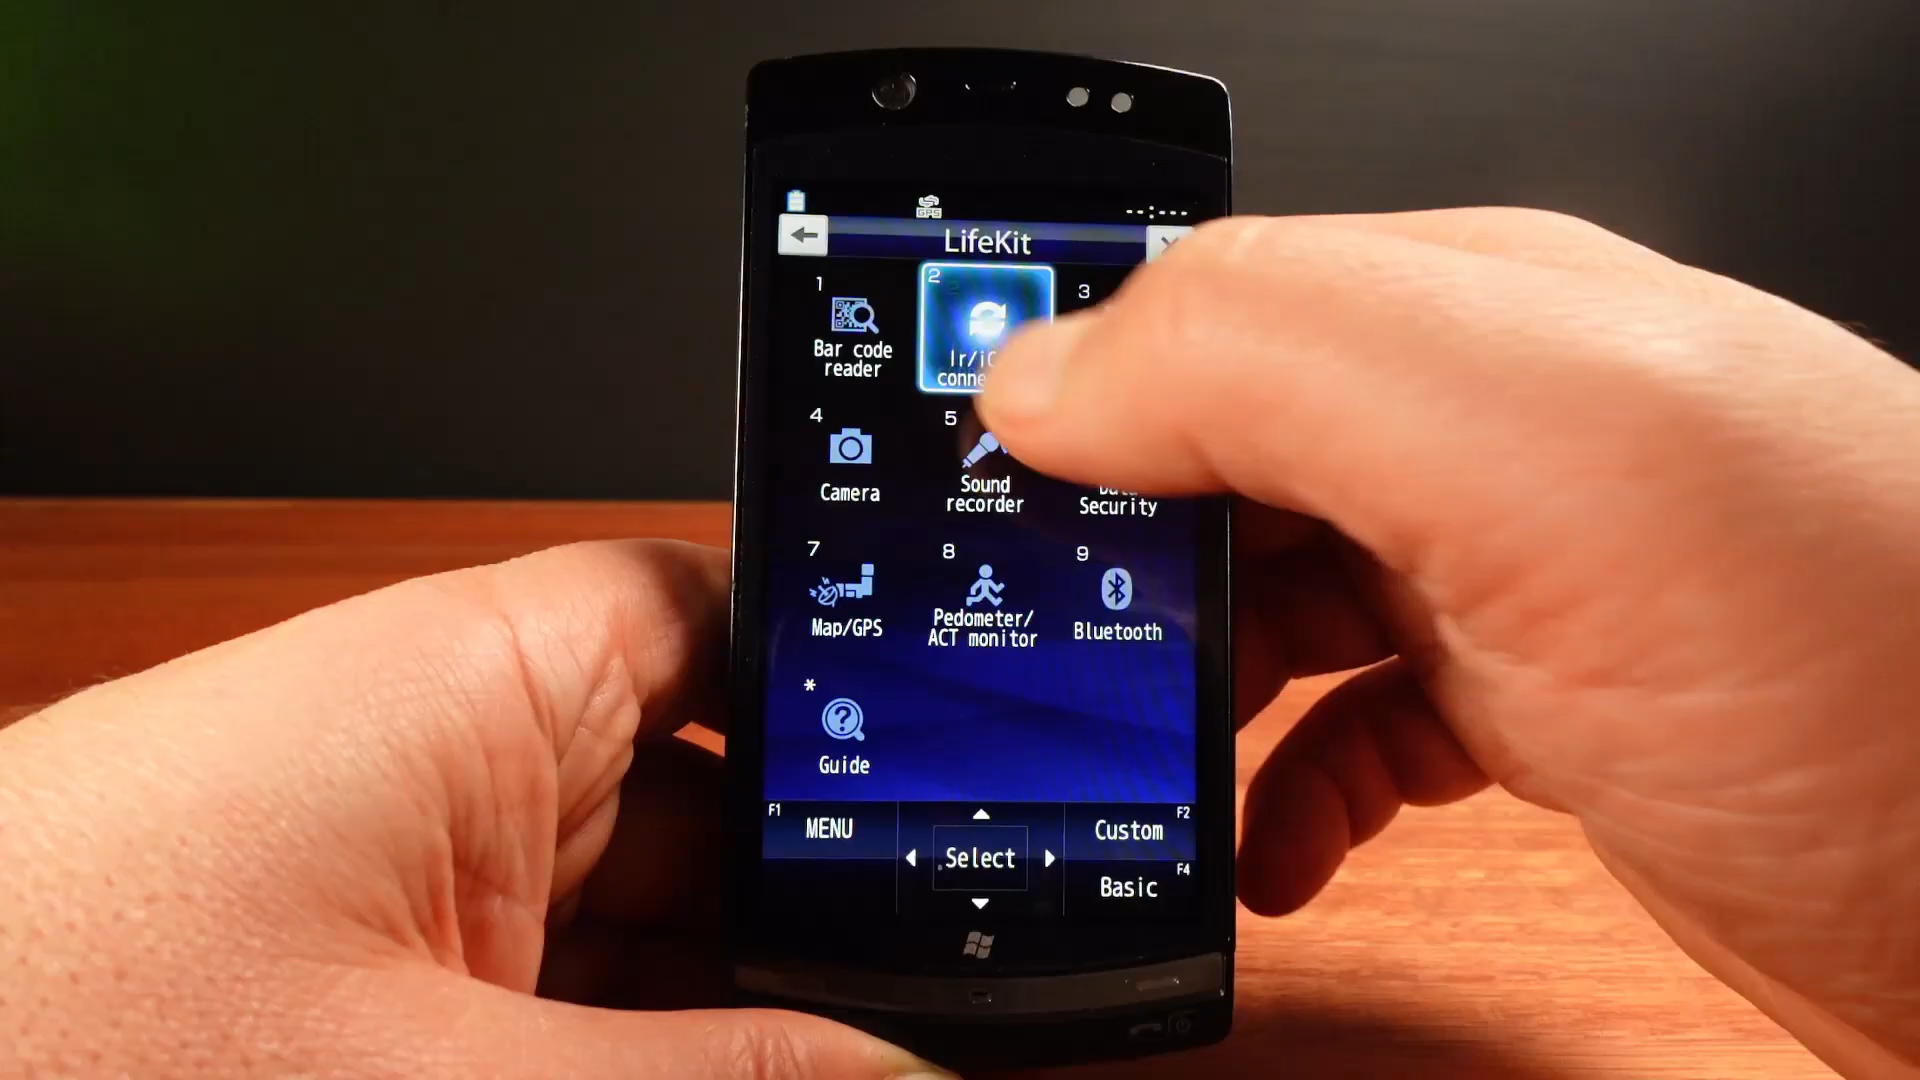 GPS
--:---
LifeKit
1
2
3
Bar code
reader
4
5
Camera
Sound
recorder
Security
7
8
9
Map/GPS
Pedometer/
ACT monitor
Bluetooth
*
Guide
F1
MENU
Select
F2
Custom
F4
Basic